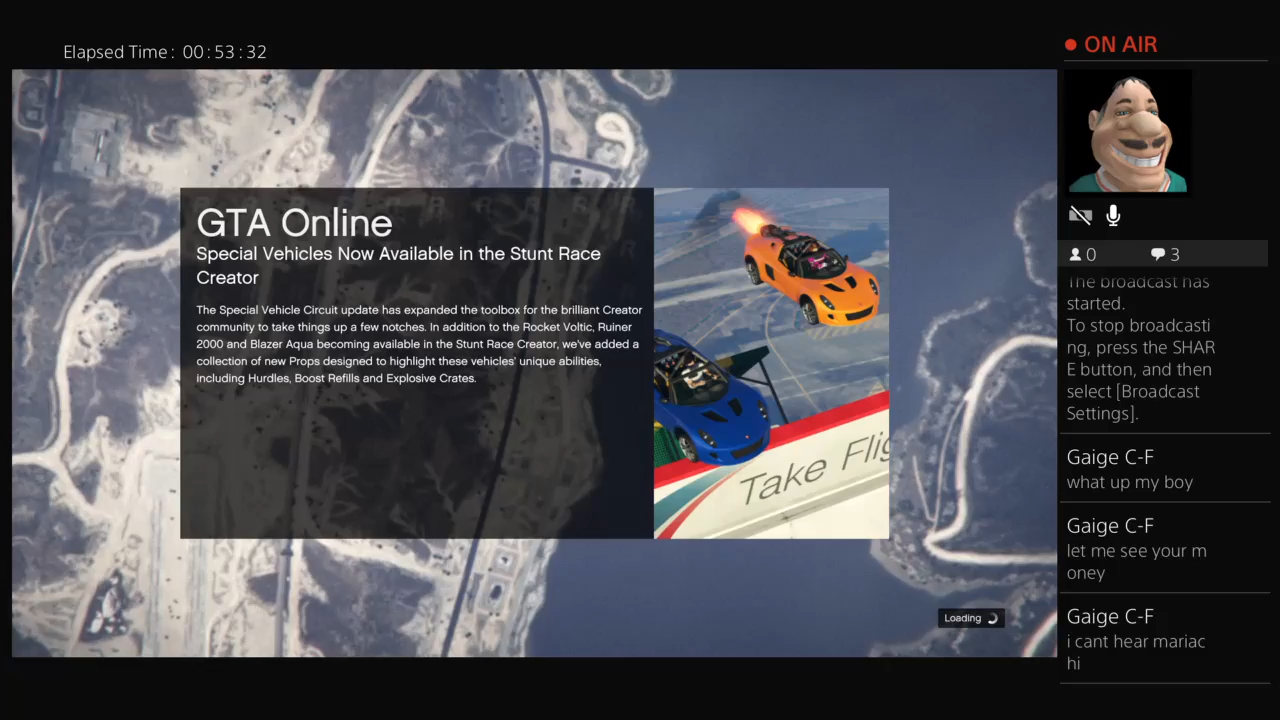 Elapsed Time: 00:53:32
ON AIR
GTA Online
Special Vehicles Now Available in the Stunt Race
Creator
The Special Vehicle Circuit update has expanded the toolbox for the brilliant Creator
community to take things up a few notches. In addition to the Rocket Voltic, Ruiner
2000 and Blazer Aqua becoming available in the Stunt Race Creator, we've added a
collection of new Props designed to highlight these vehicles' unique abilities,
including Hurdles, Boost Refills and Explosive Crates.
Take Flig
Loading
0 3
The broadcast has
started.
To stop broadcasti
ng, press the SHAR
E button, and then
select [Broadcast
Settings].
Gaige C-F
what up my boy
Gaige C-F
let me see your m
oney
Gaige C-F
i cant hear mariac
hi